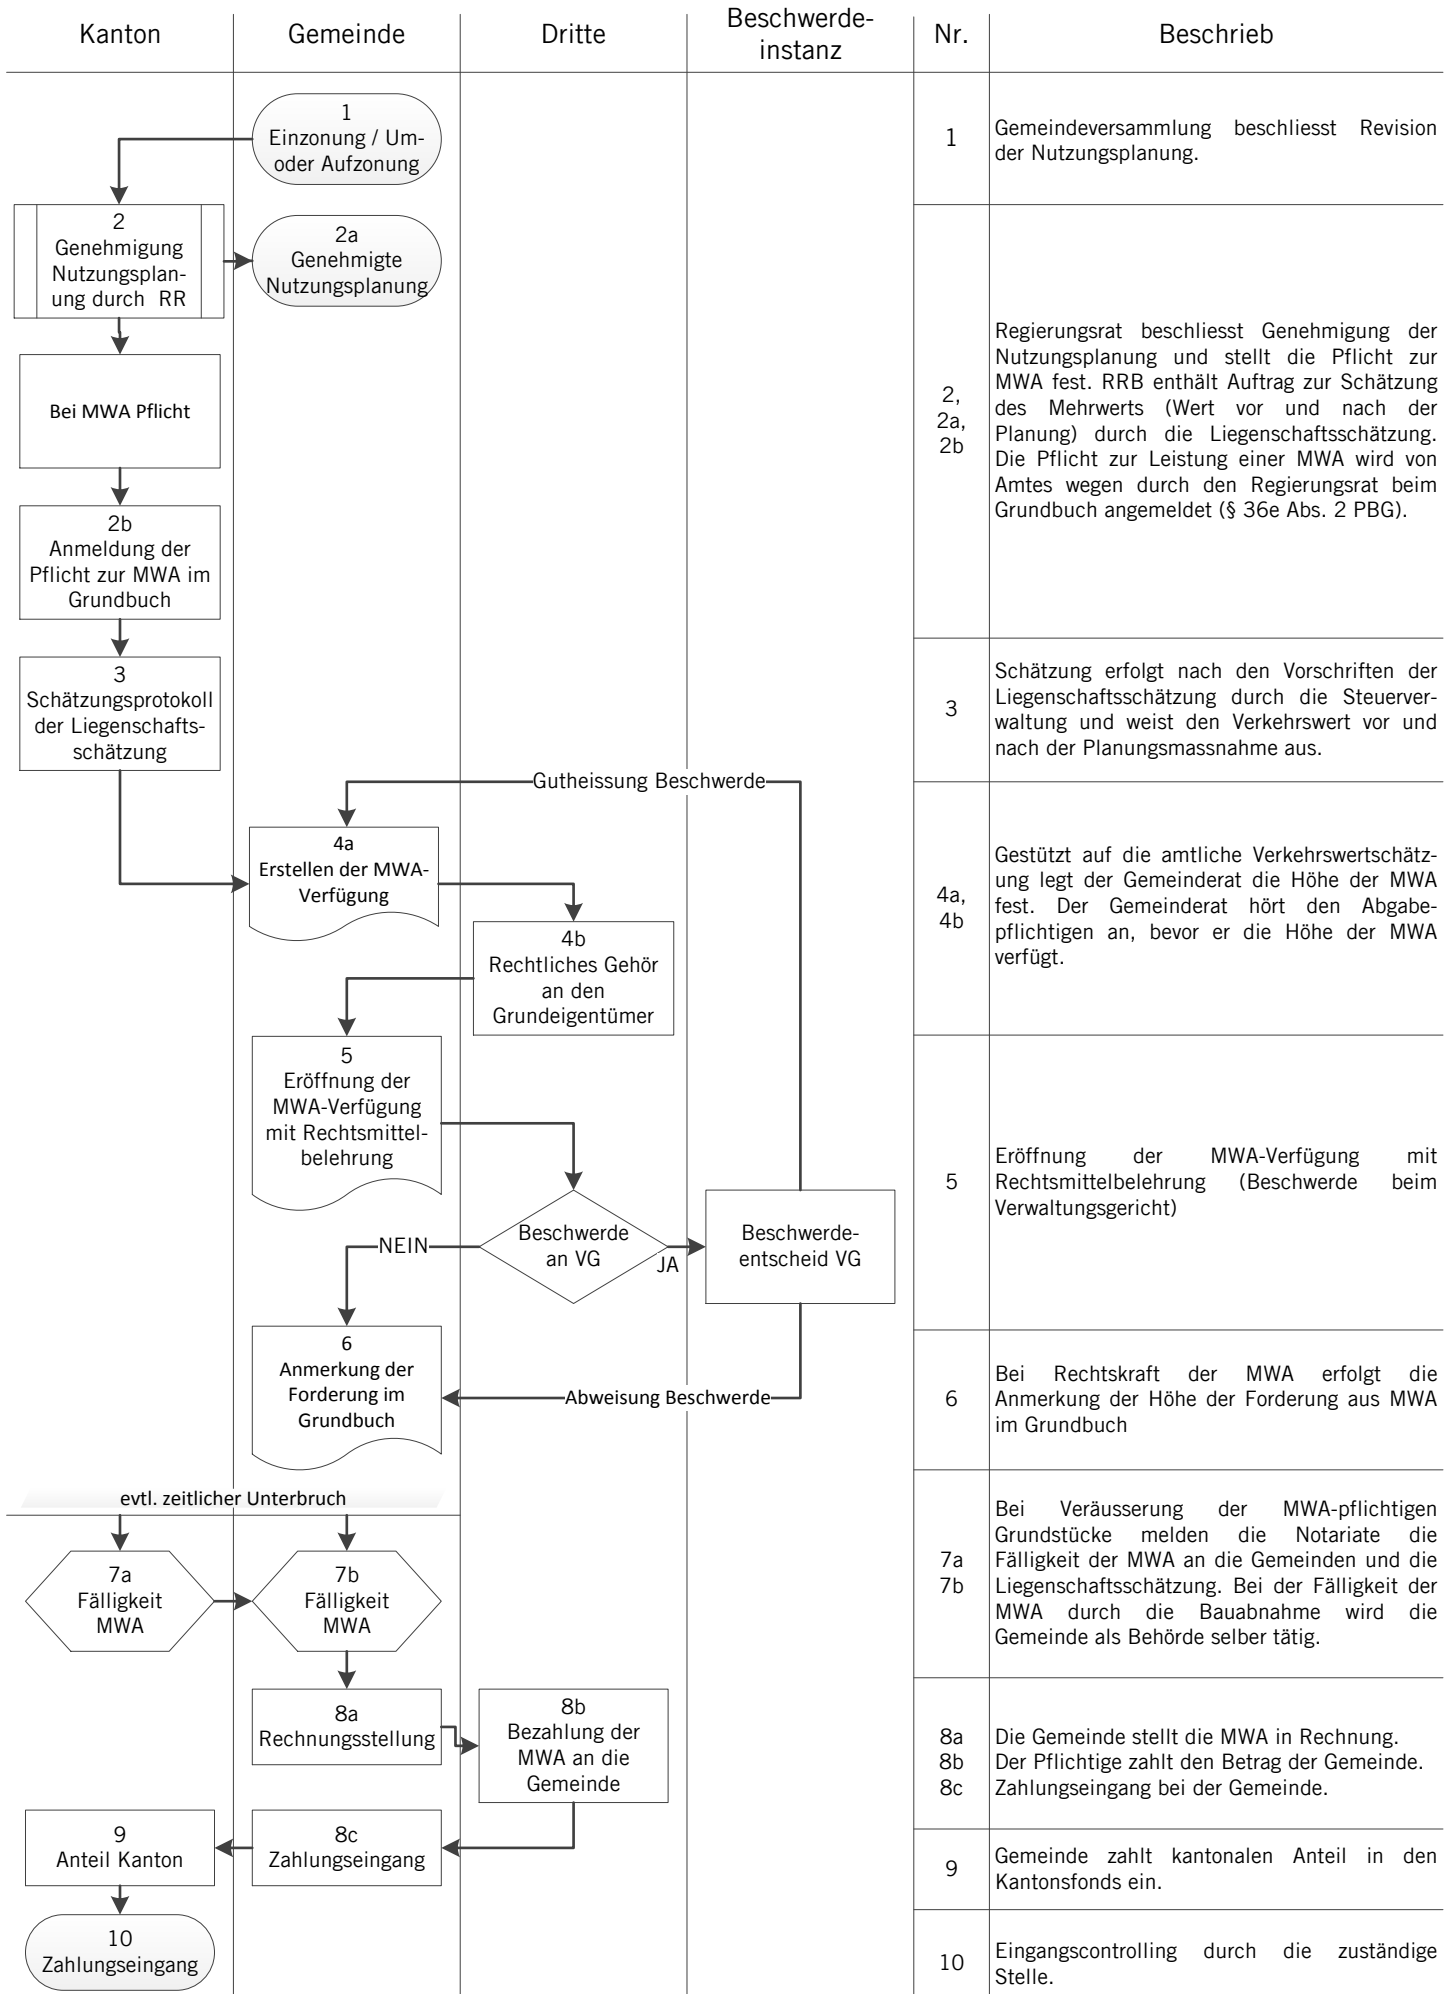 Kanton
Gemeinde
Dritte
Beschwerde-
instanz
Nr.
Beschrieb
1
Einzonung / Um-
oder Aufzonung
1
Gemeindeversammlung beschliesst Revision
der Nutzungsplanung.
2
Genehmigung
Nutzungsplan-
ung durch RR
2a
Genehmigte
Nutzungsplanung
Bei MWA Pflicht
2b
Anmeldung der
Pflicht zur MWA im
Grundbuch
2,
2a,
2b
Regierungsrat beschliesst Genehmigung der
Nutzungsplanung und stellt die Pflicht zur
MWA fest. RRB enthält Auftrag zur Schätzung
des Mehrwerts (Wert vor und nach der
Planung) durch die Liegenschaftsschätzung.
Die Pflicht zur Leistung einer MWA wird von
Amtes wegen durch den Regierungsrat beim
Grundbuch angemeldet (§ 36e Abs. 2 PBG).
3
Schätzungsprotokoll
der Liegenschafts-
schätzung
3
Schätzung erfolgt nach den Vorschriften der
Liegenschaftsschätzung durch die Steuerver-
waltung und weist den Verkehrswert vor und
nach der Planungsmassnahme aus.
Gutheissung Beschwerde
4a
Erstellen der MWA-
Verfügung
4b
Rechtliches Gehör
an den
Grundeigentümer
4a,
4b
Gestützt auf die amtliche Verkehrswertschätz-
ung legt der Gemeinderat die Höhe der MWA
fest. Der Gemeinderat hört den Abgabe-
pflichtigen an, bevor er die Höhe der MWA
verfügt.
5
Eröffnung der
MWA-Verfügung
mit Rechtsmittel-
belehrung
Beschwerde
an VG
NEIN
JA
Beschwerde-
entscheid VG
5
Eröffnung der MWA-Verfügung mit
Rechtsmittelbelehrung (Beschwerde beim
Verwaltungsgericht)
6
Anmerkung der
Forderung im
Grundbuch
Abweisung Beschwerde
6
Bei Rechtskraft der MWA erfolgt die
Anmerkung der Höhe der Forderung aus MWA
im Grundbuch
evtl. zeitlicher Unterbruch
7a
Fälligkeit
MWA
7b
Fälligkeit
MWA
7a
7b
Bei Veräusserung der MWA-pflichtigen
Grundstücke melden die Notariate die
Fälligkeit der MWA an die Gemeinden und die
Liegenschaftsschätzung. Bei der Fälligkeit der
MWA durch die Bauabnahme wird die
Gemeinde als Behörde selber tätig.
8a
Rechnungsstellung
8b
Bezahlung der
MWA an die
Gemeinde
8a Die Gemeinde stellt die MWA in Rechnung.
8b Der Pflichtige zahlt den Betrag der Gemeinde.
8c Zahlungseingang bei der Gemeinde.
9
Anteil Kanton
8c
Zahlungseingang
9
Gemeinde zahlt kantonalen Anteil in den
Kantonsfonds ein.
10
Zahlungseingang
10
Eingangscontrolling durch die zuständige
Stelle.